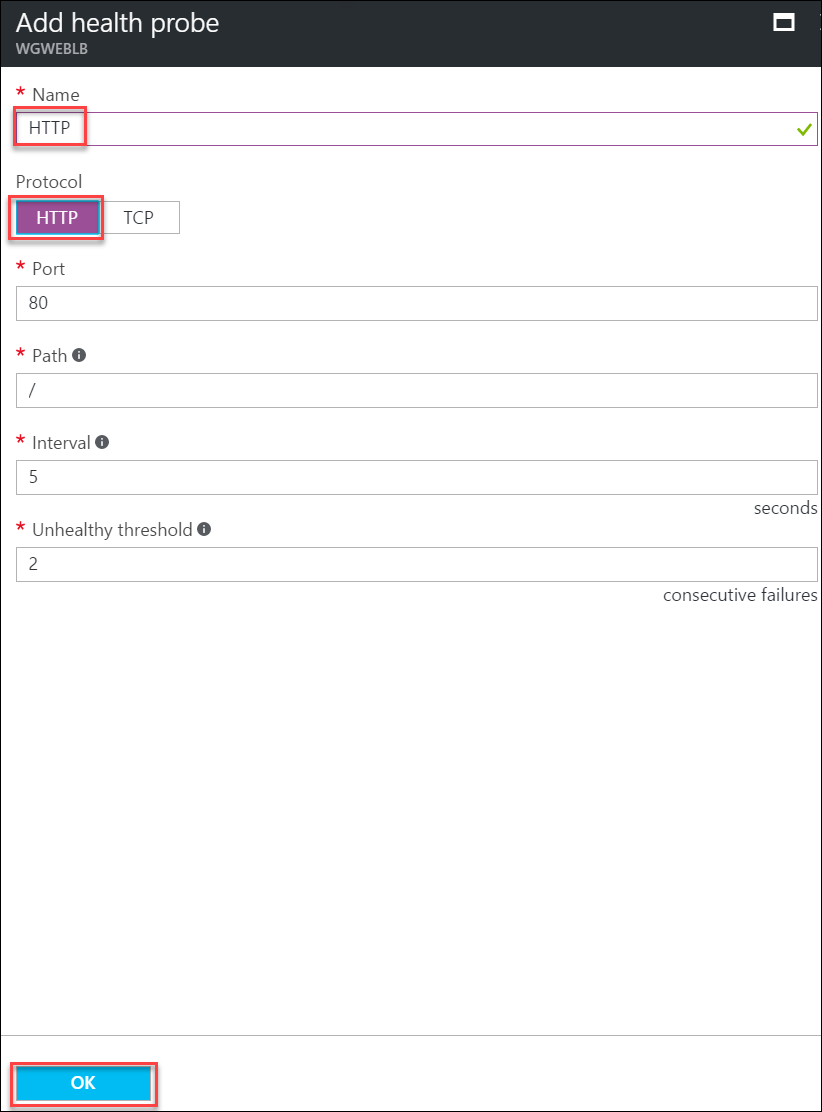 Add health probe
WGWEBLB
* Name
HTTP
Protocol
HTTP TCP
* Port
80
* Path
/
* Interval
5
seconds
* Unhealthy threshold
2
consecutive failures
OK